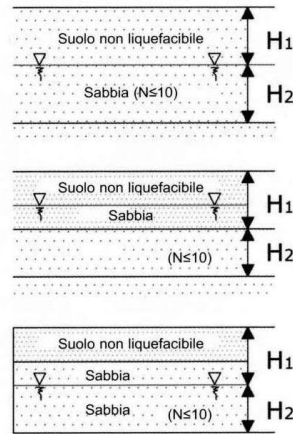 Suolo non liquefacibile
H1
Sabbia (N≤10)
H2
Suolo non liquefacibile
H1
Sabbia
(N≤10)
H2
Suolo non liquefacibile
H1
Sabbia
Sabbia
(N≤10)
H2